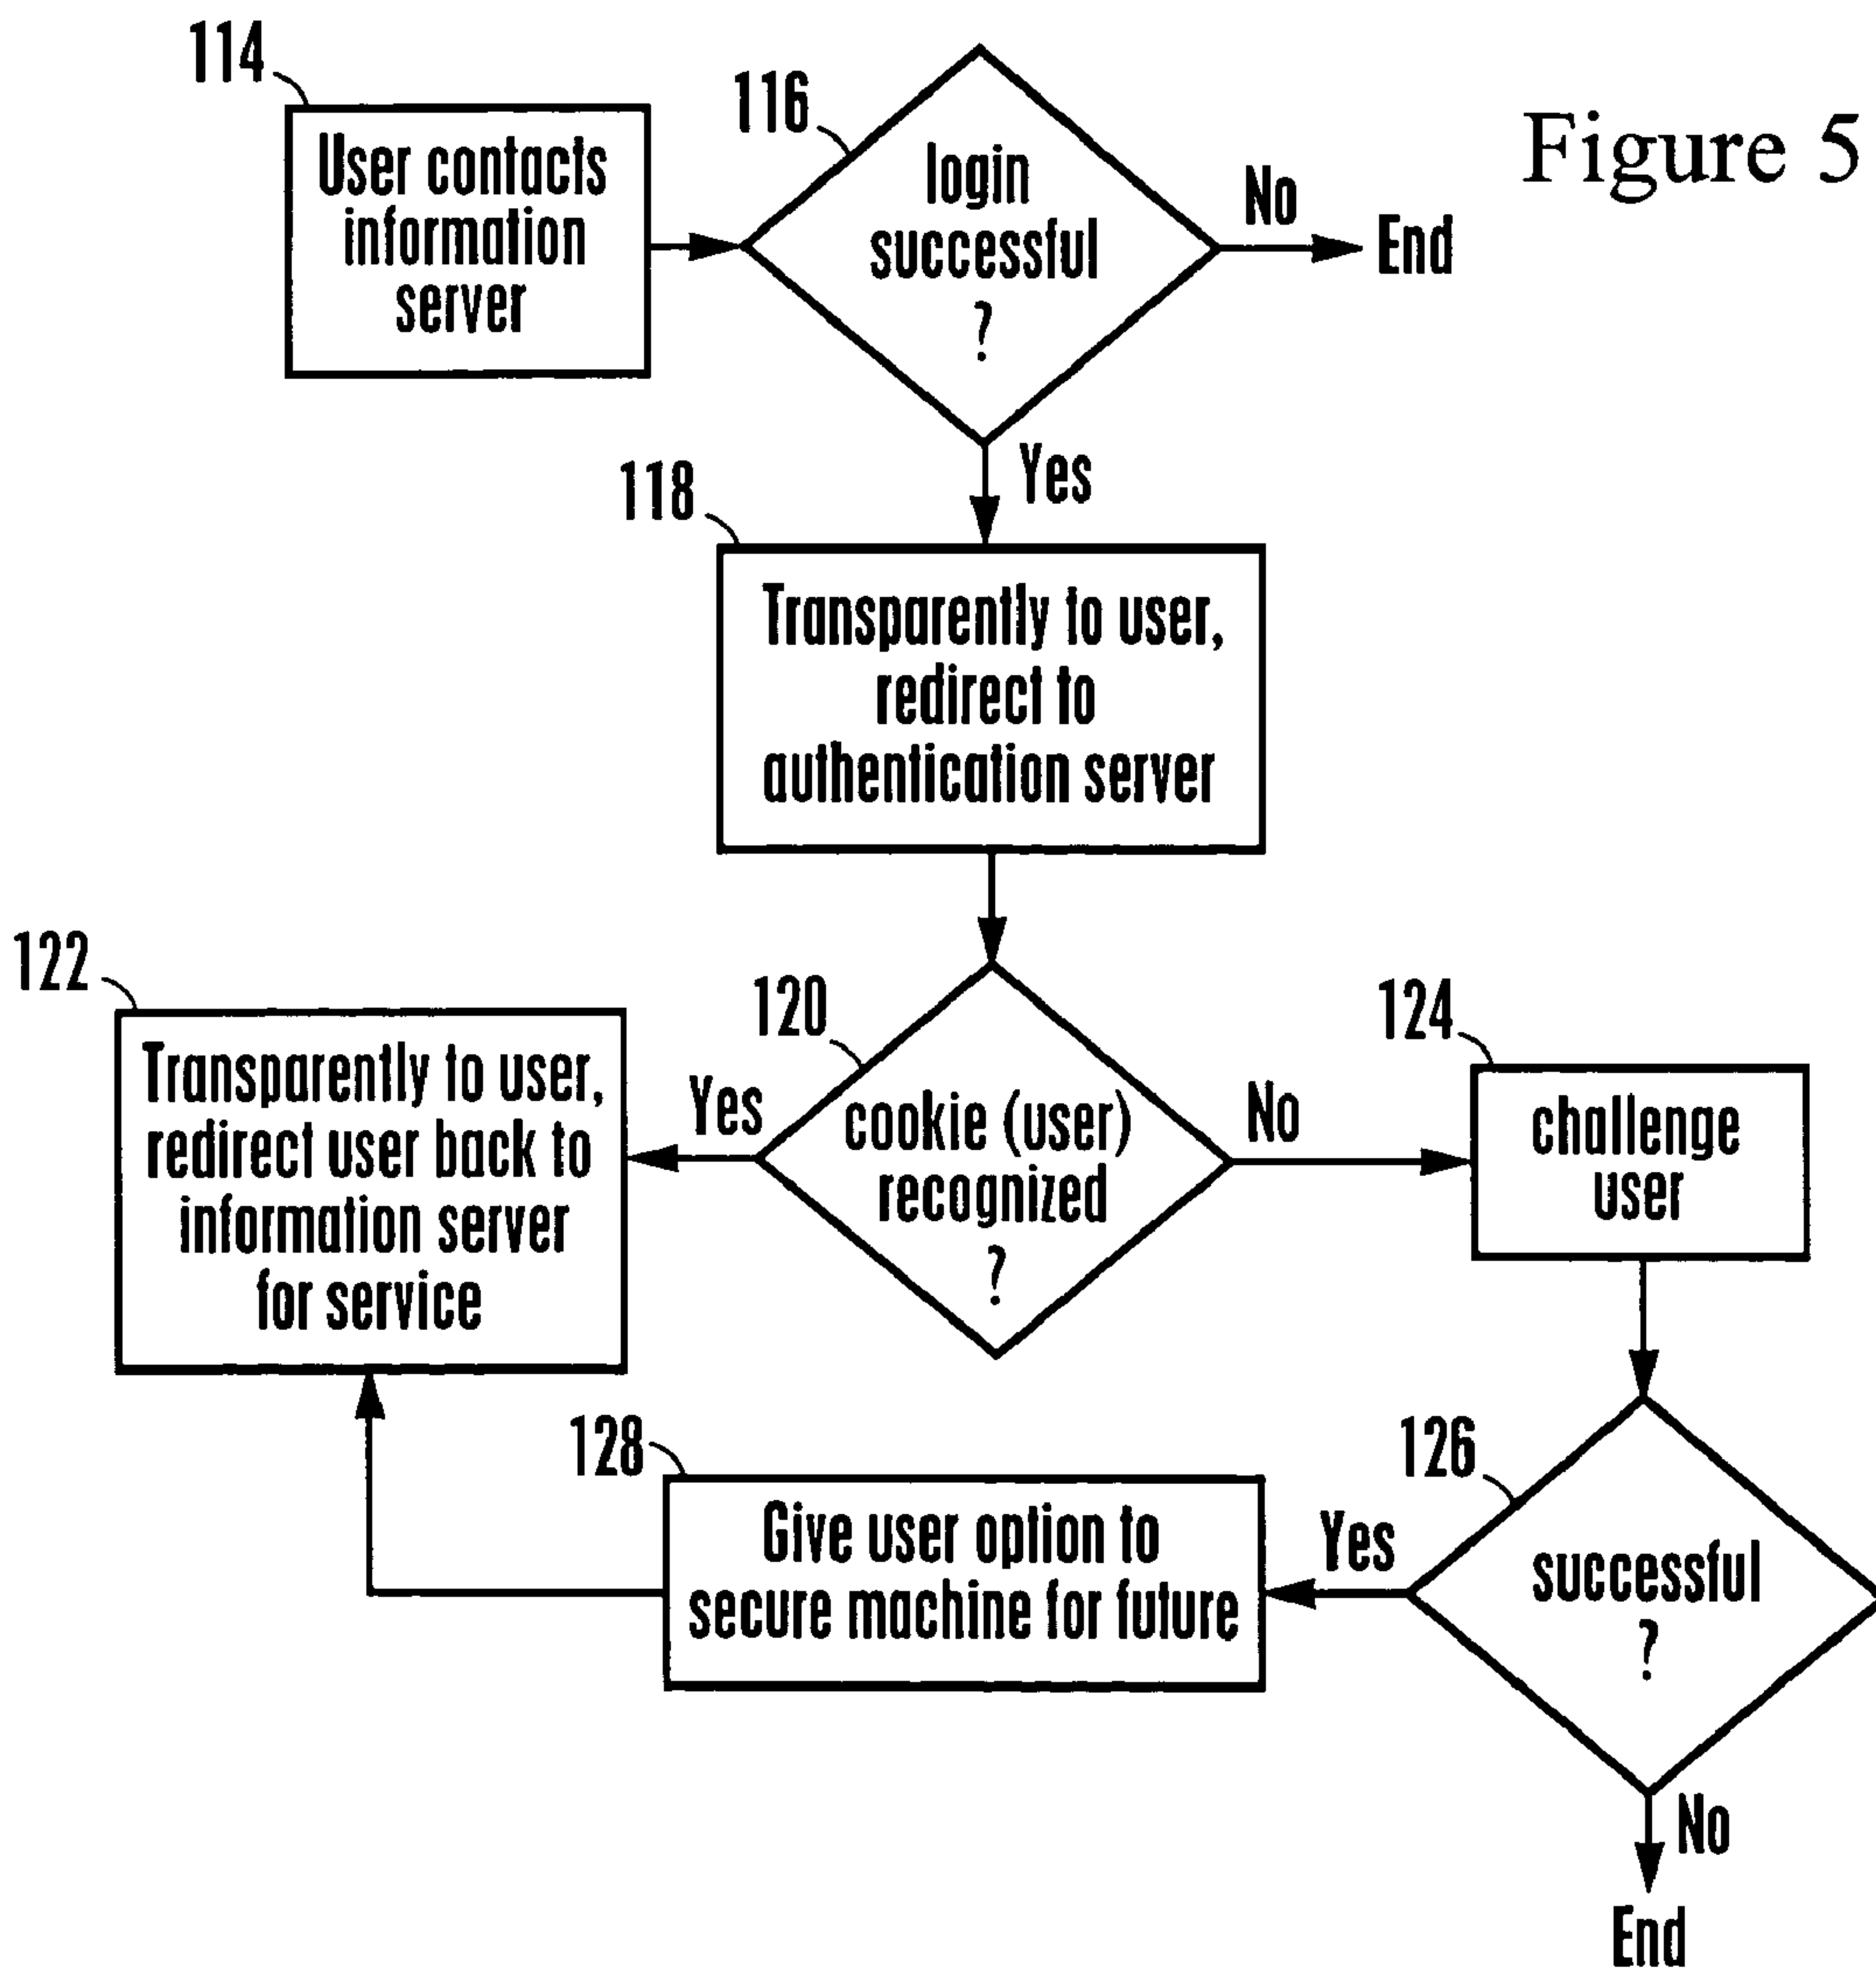 Figure 5
114
User contacts
information
server
116
login
successful
?
No
End
Yes
118
Transparently to user,
redirect to
authentication server
120
cookie (user)
recognized
?
Yes
No
122
Transparently to user,
redirect user back to
information server
for service
124
challenge
user
126
successful
?
Yes
No
End
128
Give user option to
secure machine for future